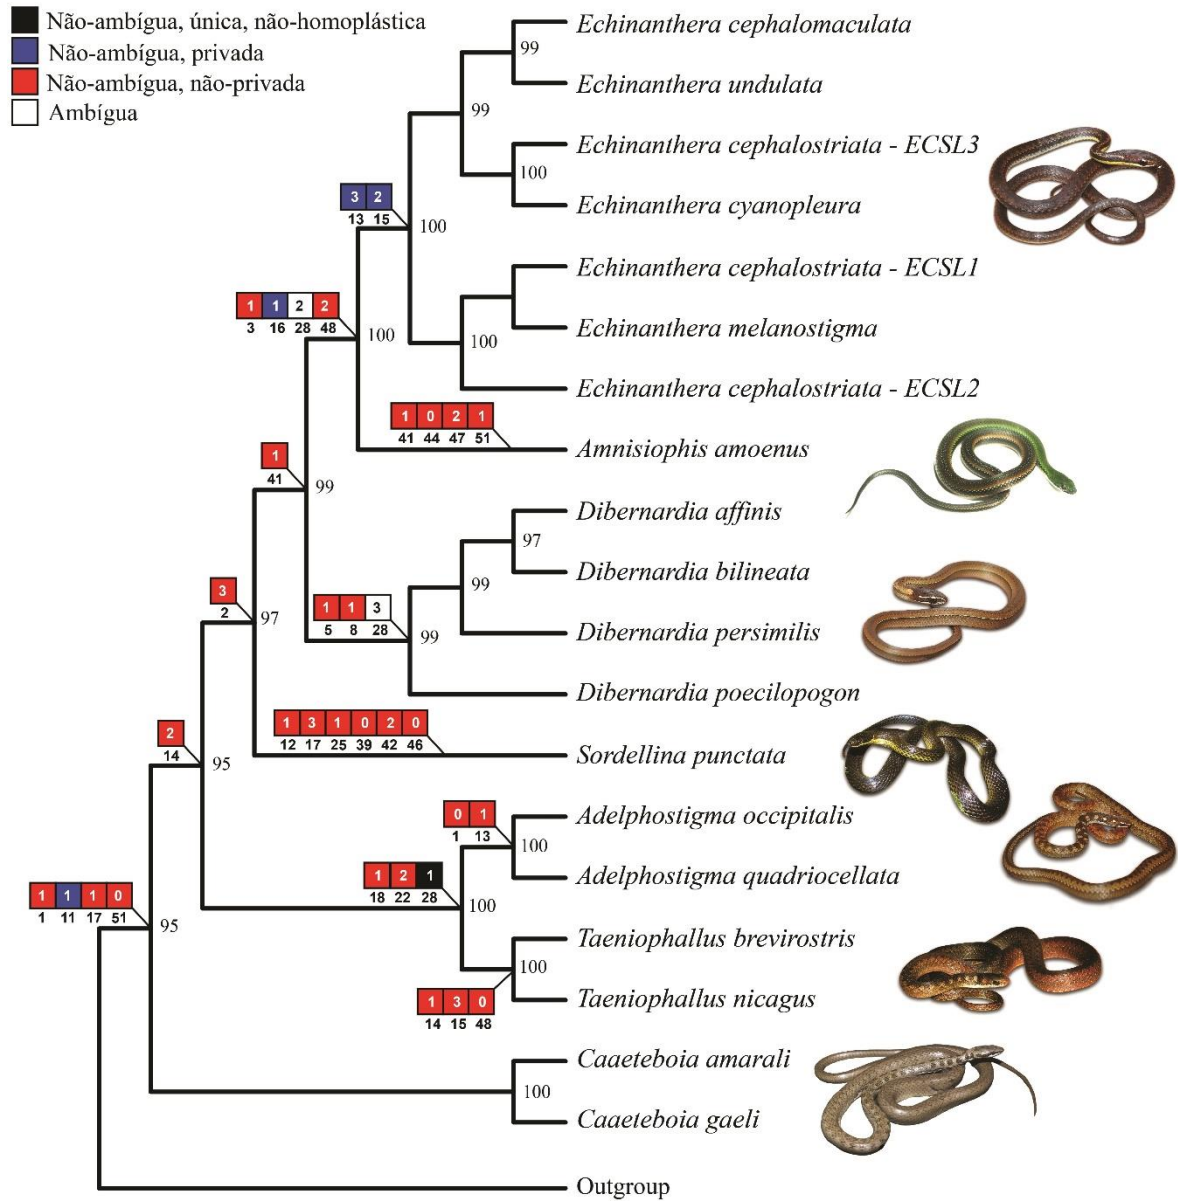 Não-ambígua, única, não-homoplástica
Não-ambígua, privada
Não-ambígua, não-privada
Ambígua
Echinanthera cephalomaculata
99
Echinanthera undulata
99
Echinanthera cephalostriata - ECSL3
100
Echinanthera cyanopleura
3 2
13 15
100
Echinanthera cephalostriata - ECSL1
1 1 2 2
3 16 28 48
100
Echinanthera melanostigma
100
Echinanthera cephalostriata - ECSL2
1 0 2 1
41 44 47 51
Amnisiophis amoenus
1
41
99
Dibernardia affinis
97
Dibernardia bilineata
99
3
2
97
1 1 3
5 8 28
99
Dibernardia persimilis
Dibernardia poecilopogon
1 3 1 0 2 0
12 17 25 39 42 46
Sordellina punctata
2
14
95
Adelphostigma occipitalis
0 1
1 13
100
Adelphostigma quadriocellata
1 2 1
18 22 28
100
1 1 1 0
1 11 17 51
95
Taeniophallus brevirostris
100
Taeniophallus nicagus
1 3 0
14 15 48
Caaeteboia amarali
100
Caaeteboia gaeli
Outgroup